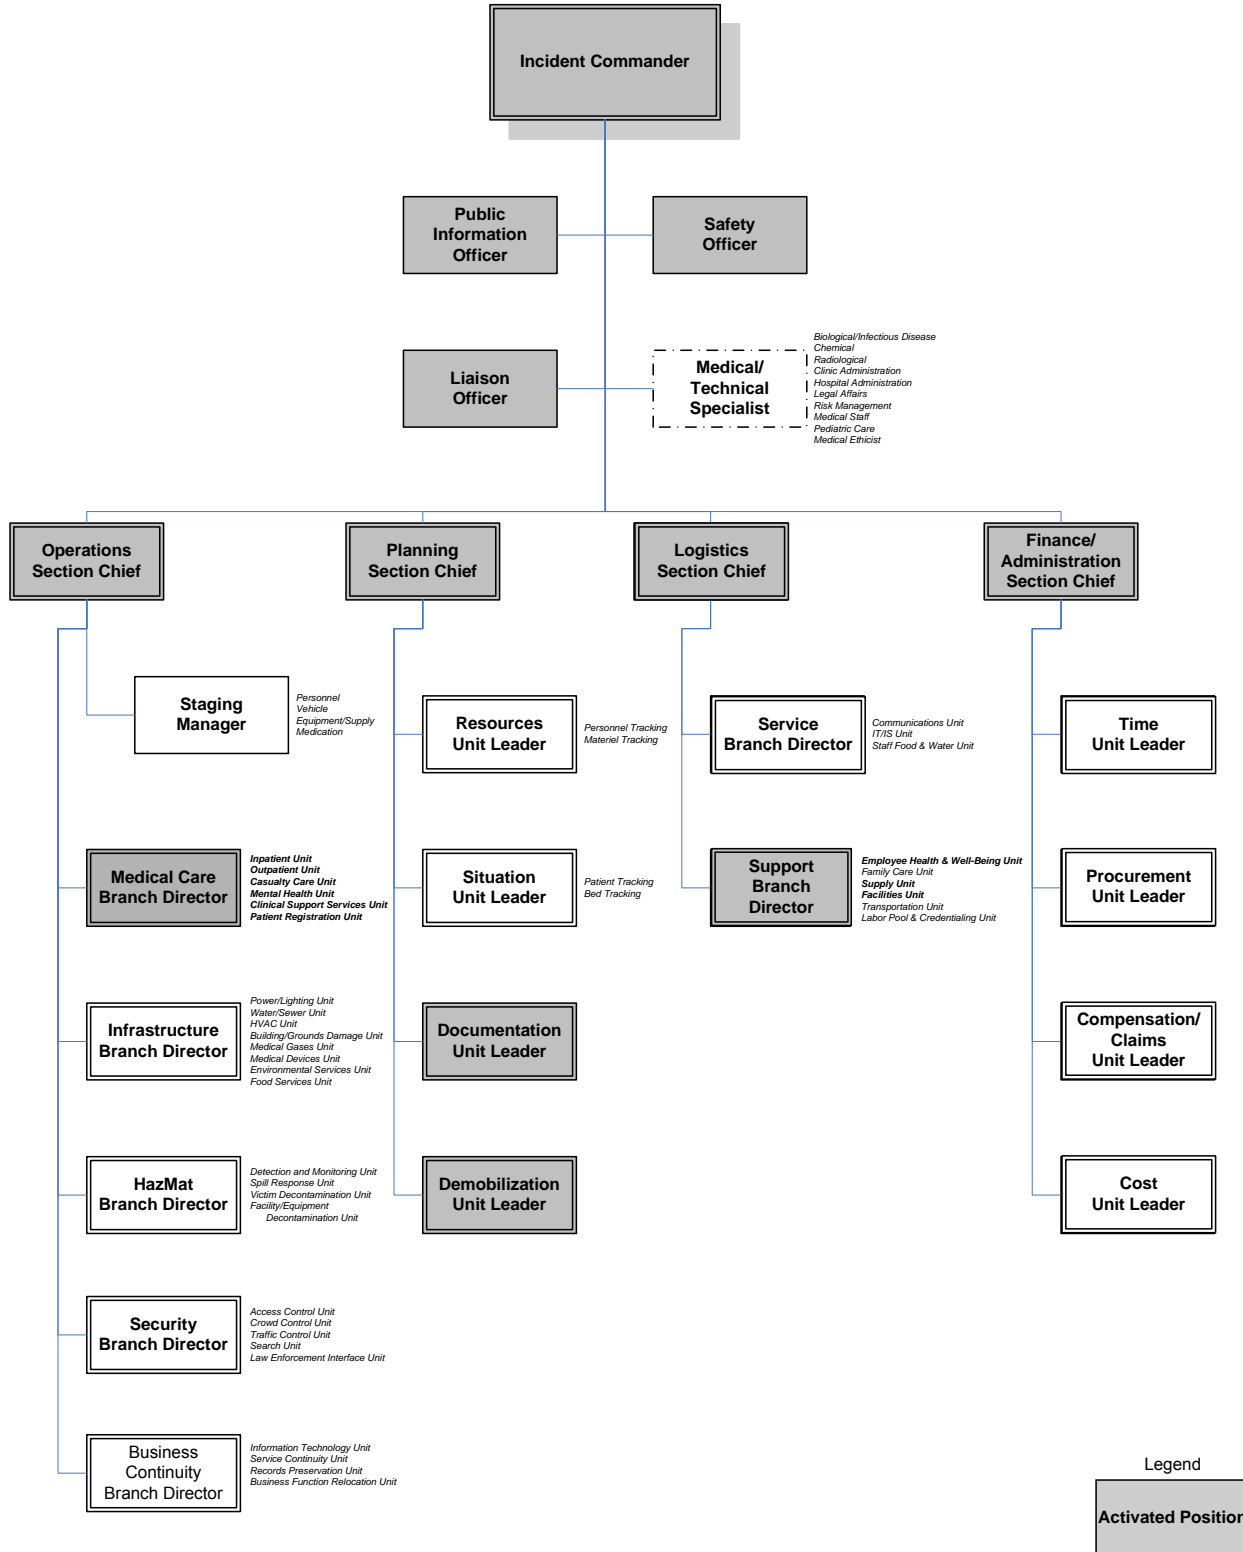 Incident Commander
Public
Information
Officer
Safety
Officer
Liaison
Officer
Medical/
Technical
Specialist
Biological/Infectious Disease
Chemical
Radiological
Clinic Administration
Hospital Administration
Legal Affairs
Risk Management
Medical Staff
Pediatric Care
Medical Ethicist
Operations
Section Chief
Planning
Section Chief
Logistics
Section Chief
Finance/
Administration
Section Chief
Staging
Manager
Personnel
Vehicle
Equipment/Supply
Medication
Resources
Unit Leader
Personnel Tracking
Materiel Tracking
Service
Branch Director
Communications Unit
IT/IS Unit
Staff Food & Water Unit
Time
Unit Leader
Medical Care
Branch Director
Inpatient Unit
Outpatient Unit
Casualty Care Unit
Mental Health Unit
Clinical Support Services Unit
Patient Registration Unit
Situation
Unit Leader
Patient Tracking
Bed Tracking
Support
Branch
Director
Employee Health & Well-Being Unit
Family Care Unit
Supply Unit
Facilities Unit
Transportation Unit
Labor Pool & Credentialing Unit
Procurement
Unit Leader
Infrastructure
Branch Director
Power/Lighting Unit
Water/Sewer Unit
HVAC Unit
Building/Grounds Damage Unit
Medical Gases Unit
Medical Devices Unit
Environmental Services Unit
Food Services Unit
Documentation
Unit Leader
Compensation/
Claims
Unit Leader
HazMat
Branch Director
Detection and Monitoring Unit
Spill Response Unit
Victim Decontamination Unit
Facility/Equipment
Decontamination Unit
Demobilization
Unit Leader
Cost
Unit Leader
Security
Branch Director
Access Control Unit
Crowd Control Unit
Traffic Control Unit
Search Unit
Law Enforcement Interface Unit
Business
Continuity
Branch Director
Information Technology Unit
Service Continuity Unit
Records Preservation Unit
Business Function Relocation Unit
Legend
Activated Position